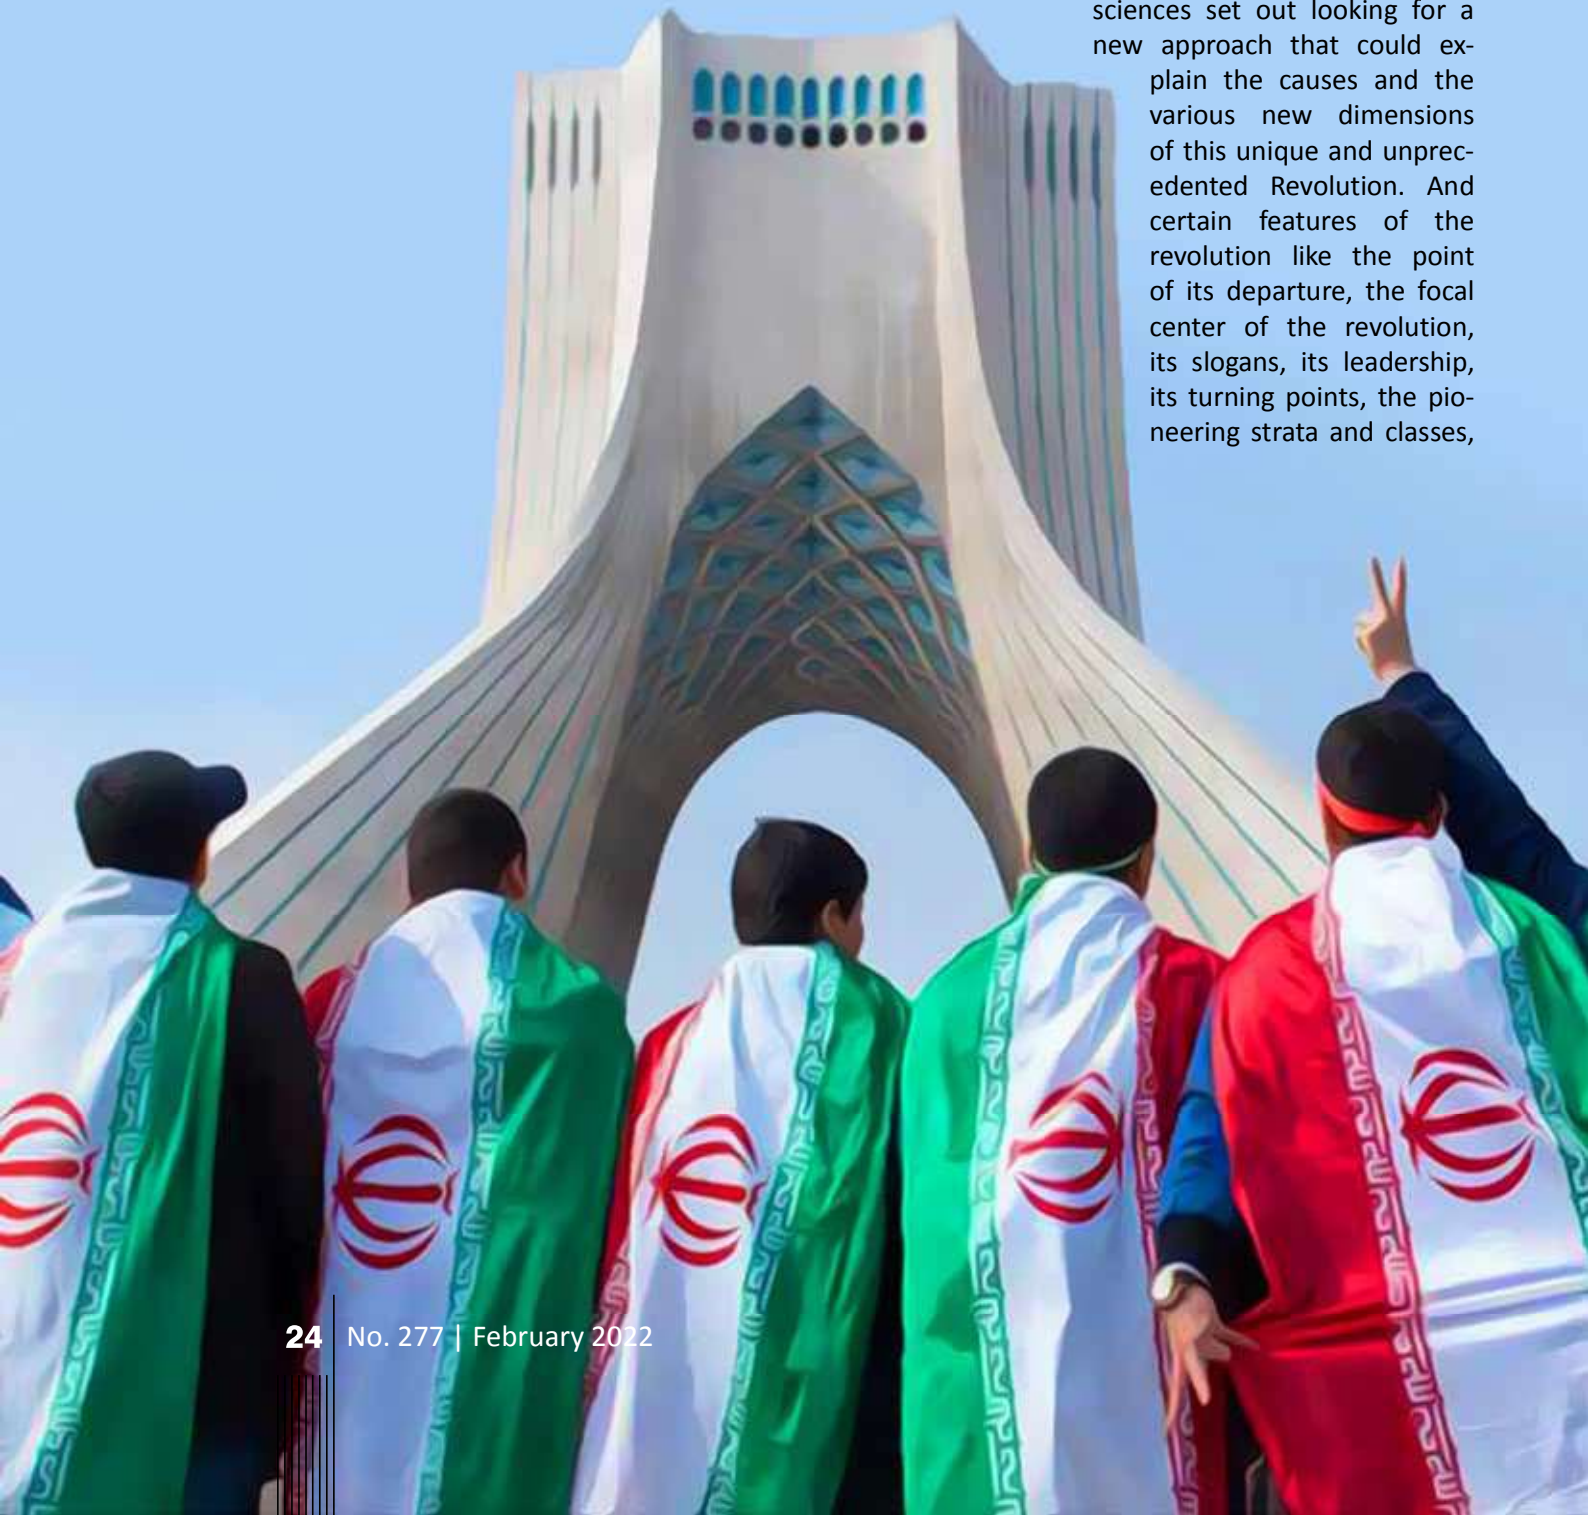 sciences set out looking for a
new approach that could ex-
plain the causes and the
various new dimensions
of this unique and unprec-
edented Revolution. And
certain features of the
revolution like the point
of its departure, the focal
center of the revolution,
its slogans, its leadership,
its turning points, the pio-
neering strata and classes,
24 No. 277 | February 2022